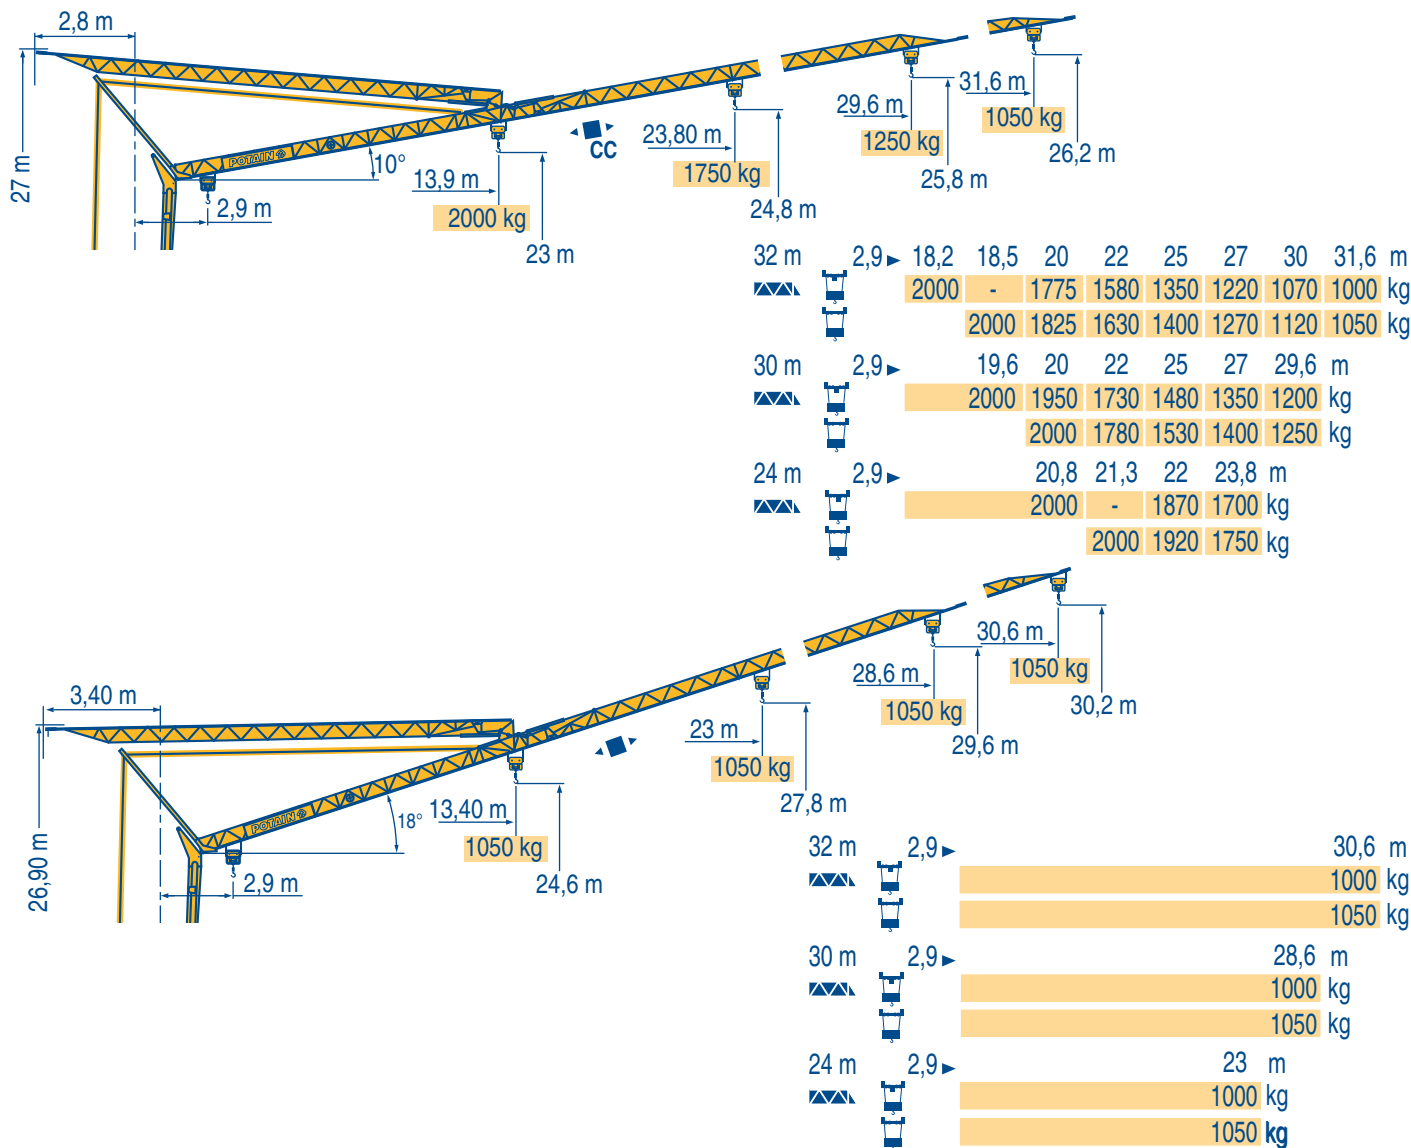 2,8 m
27 m
POTAIN
10°
2,9 m
13,9 m
2000 kg
23 m
CC
23,80 m
1750 kg
24,8 m
29,6 m
1250 kg
25,8 m
31,6 m
1050 kg
26,2 m
32 m 2,9 18,2 18,5 20 22 25 27 30 31,6 m
2000 - 1775 1580 1350 1220 1070 1000 kg
2000 1825 1630 1400 1270 1120 1050 kg
30 m 2,9 19,6 20 22 25 27 29,6 m
2000 1950 1730 1480 1350 1200 kg
2000 1780 1530 1400 1250 kg
24 m 2,9 20,8 21,3 22 23,8 m
2000 - 1870 1700 kg
2000 1920 1750 kg
3,40 m
26,90 m
POTAIN
18°
2,9 m
13,40 m
1050 kg
24,6 m
23 m
1050 kg
27,8 m
28,6 m
1050 kg
29,6 m
30,6 m
1050 kg
30,2 m
32 m 2,9 30,6 m
1000 kg
1050 kg
30 m 2,9 28,6 m
1000 kg
1050 kg
24 m 2,9 23 m
1000 kg
1050 kg